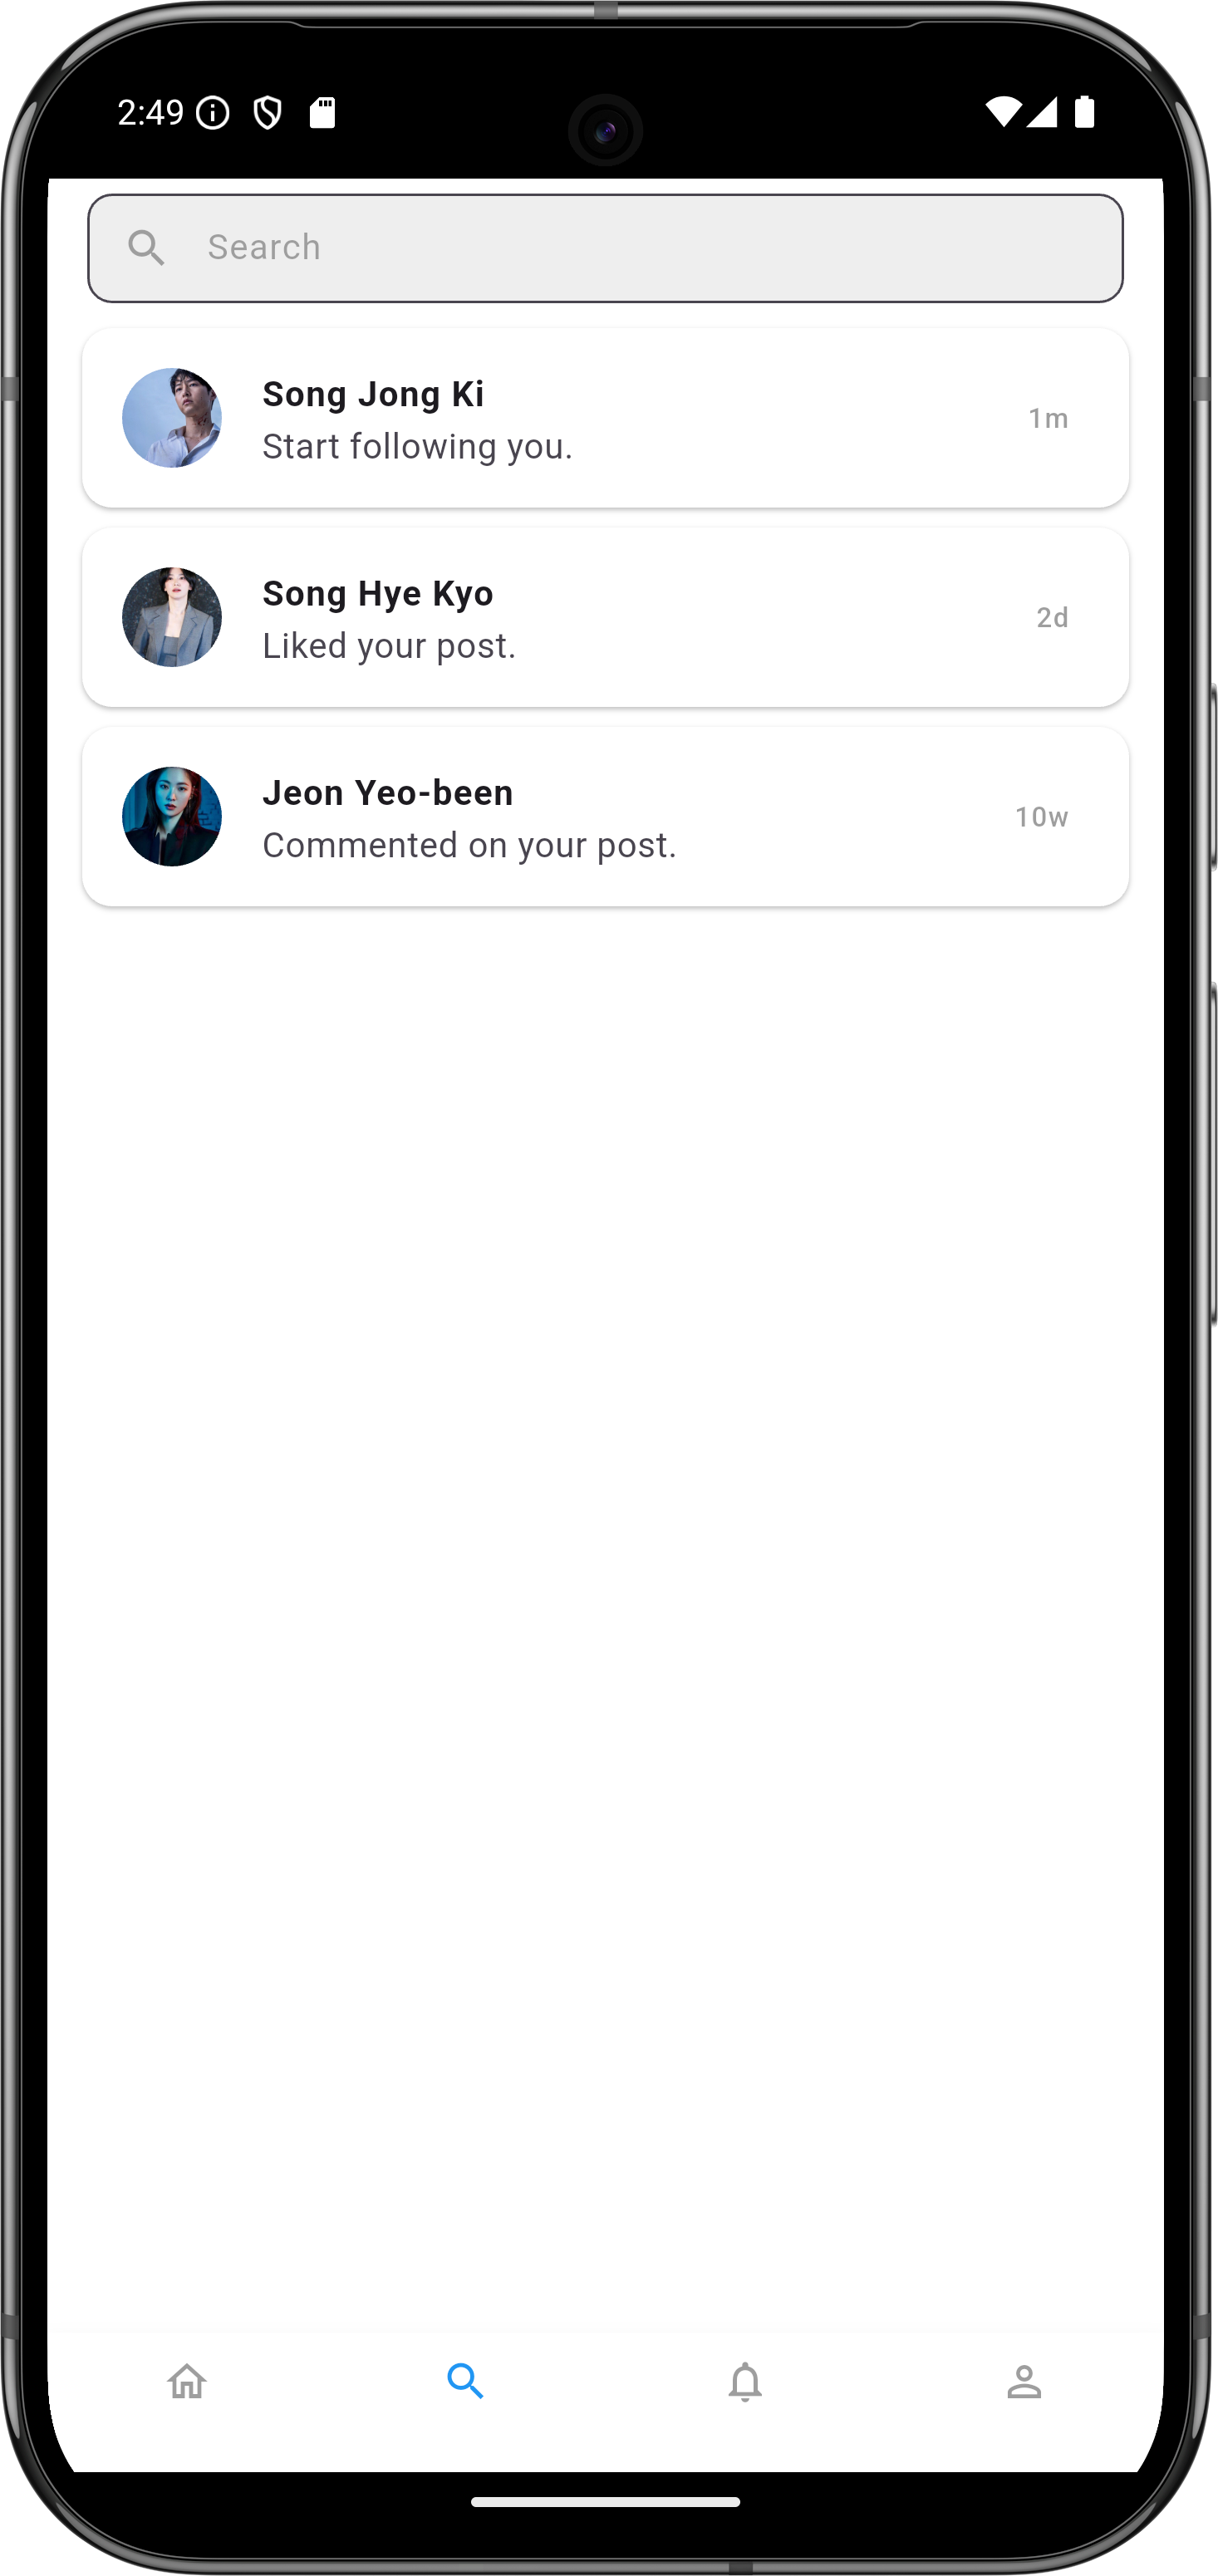 2:49
Search
Song Jong Ki
Start following you.
1m
Song Hye Kyo
Liked your post.
2d
Jeon Yeo-been
Commented on your post.
10w